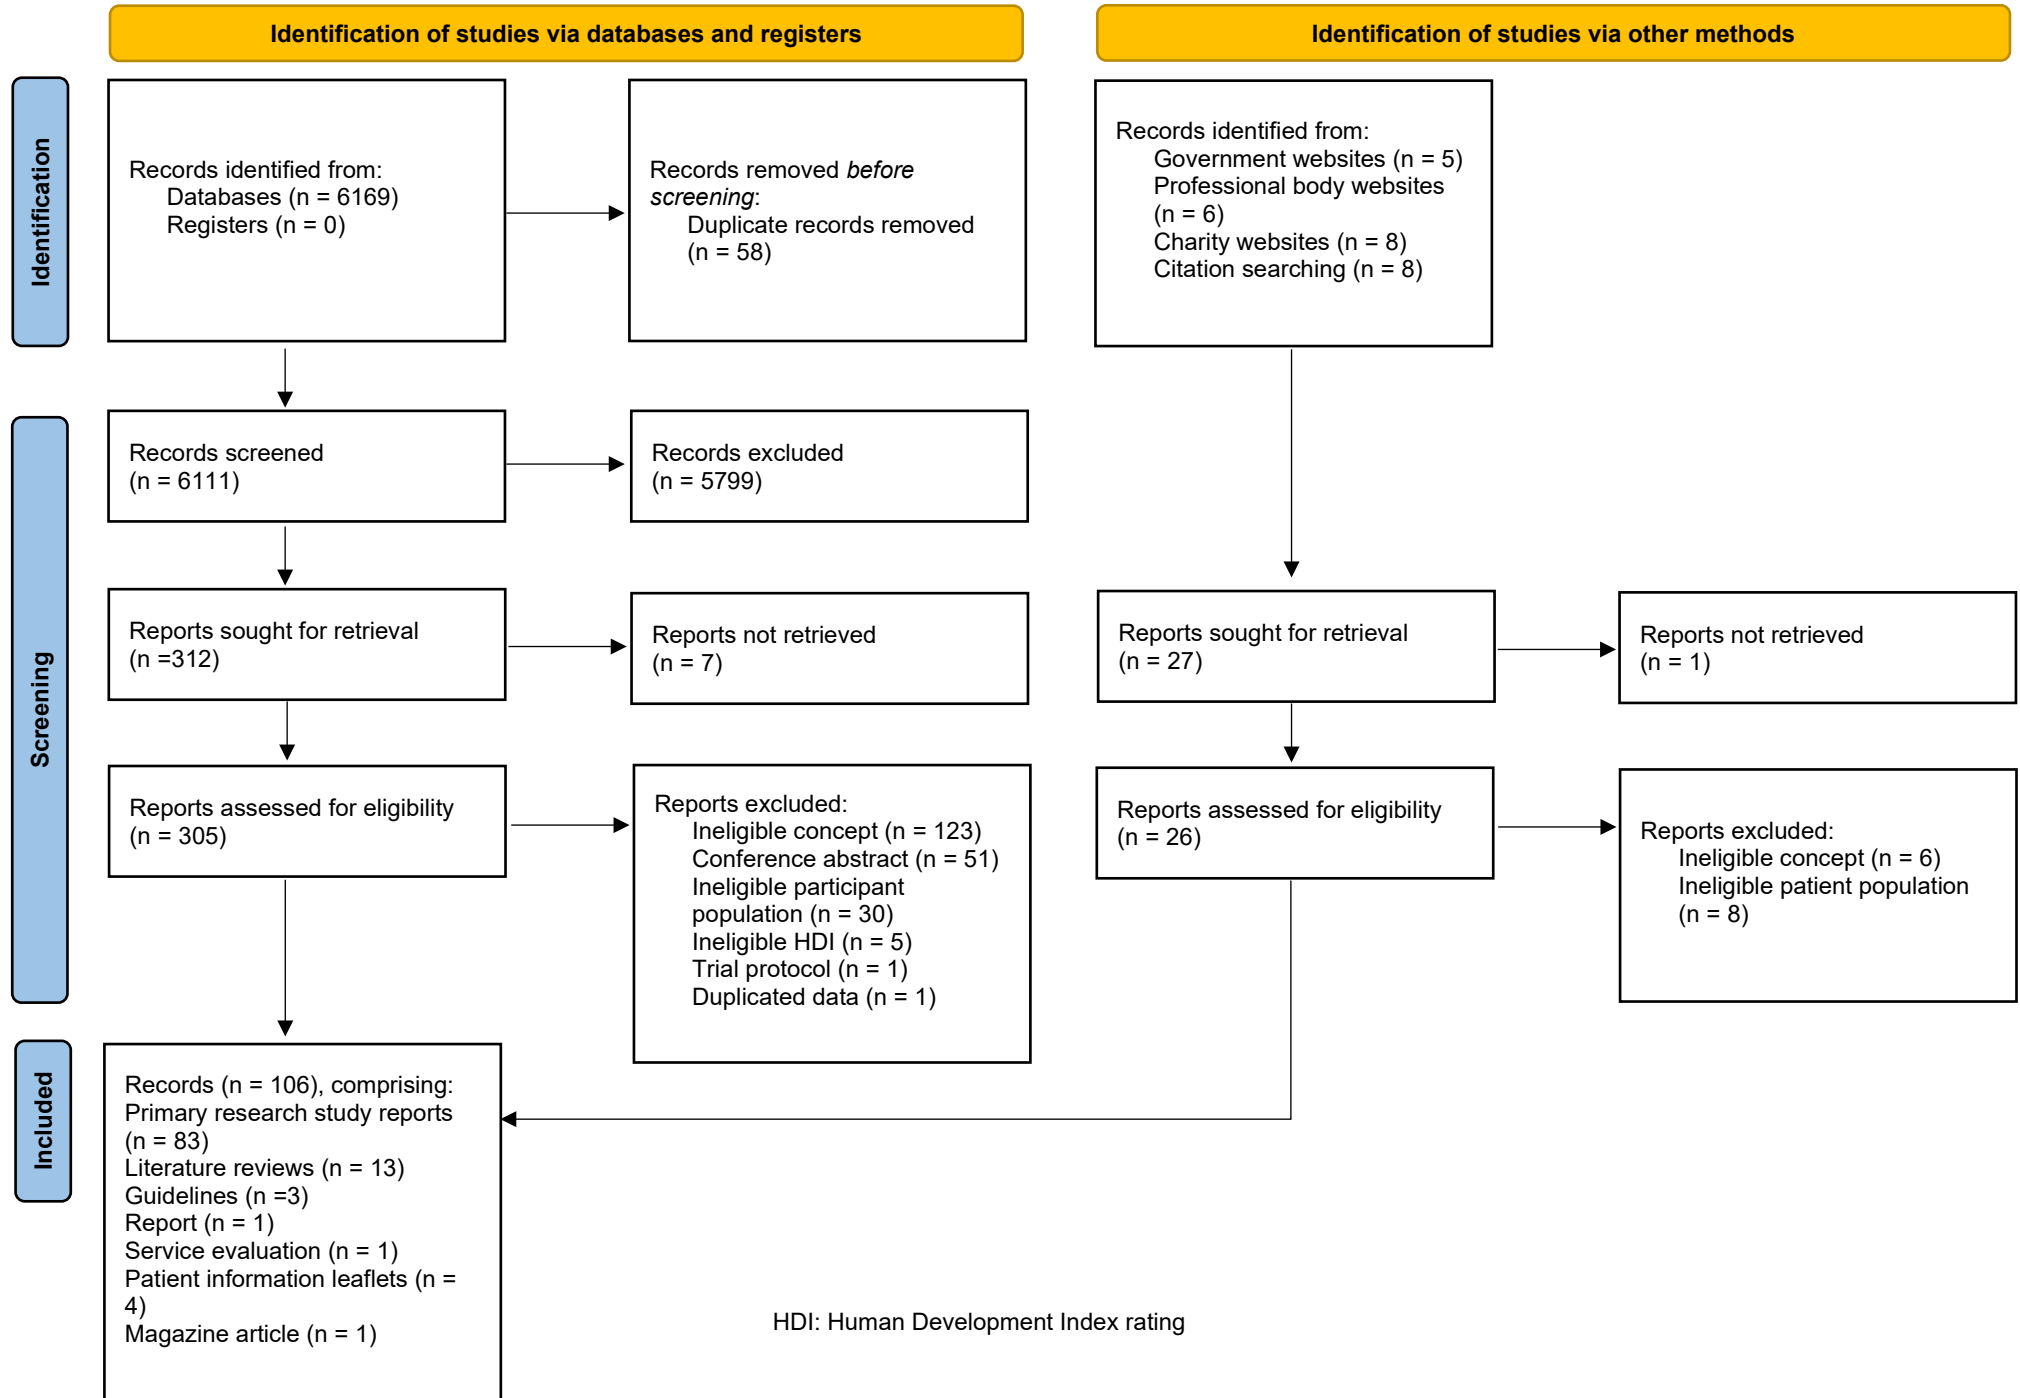 Identification of studies via databases and registers
Identification of studies via other methods
Identification
Records identified from:
Databases (n = 6169)
Registers (n = 0)
Records removed before
screening:
Duplicate records removed
(n = 58)
Records identified from:
Government websites (n = 5)
Professional body websites
(n = 6)
Charity websites (n = 8)
Citation searching (n = 8)
Screening
Records screened
(n = 6111)
Records excluded
(n = 5799)
Reports sought for retrieval
(n =312)
Reports not retrieved
(n = 7)
Reports sought for retrieval
(n = 27)
Reports not retrieved
(n = 1)
Reports assessed for eligibility
(n = 305)
Reports excluded:
Ineligible concept (n = 123)
Conference abstract (n = 51)
Ineligible participant
population (n = 30)
Ineligible HDI (n = 5)
Trial protocol (n = 1)
Duplicated data (n = 1)
Reports assessed for eligibility
(n = 26)
Reports excluded:
Ineligible concept (n = 6)
Ineligible patient population
(n = 8)
Included
Records (n = 106), comprising:
Primary research study reports
(n = 83)
Literature reviews (n = 13)
Guidelines (n =3)
Report (n = 1)
Service evaluation (n = 1)
Patient information leaflets (n =
4)
Magazine article (n = 1)
HDI: Human Development Index rating